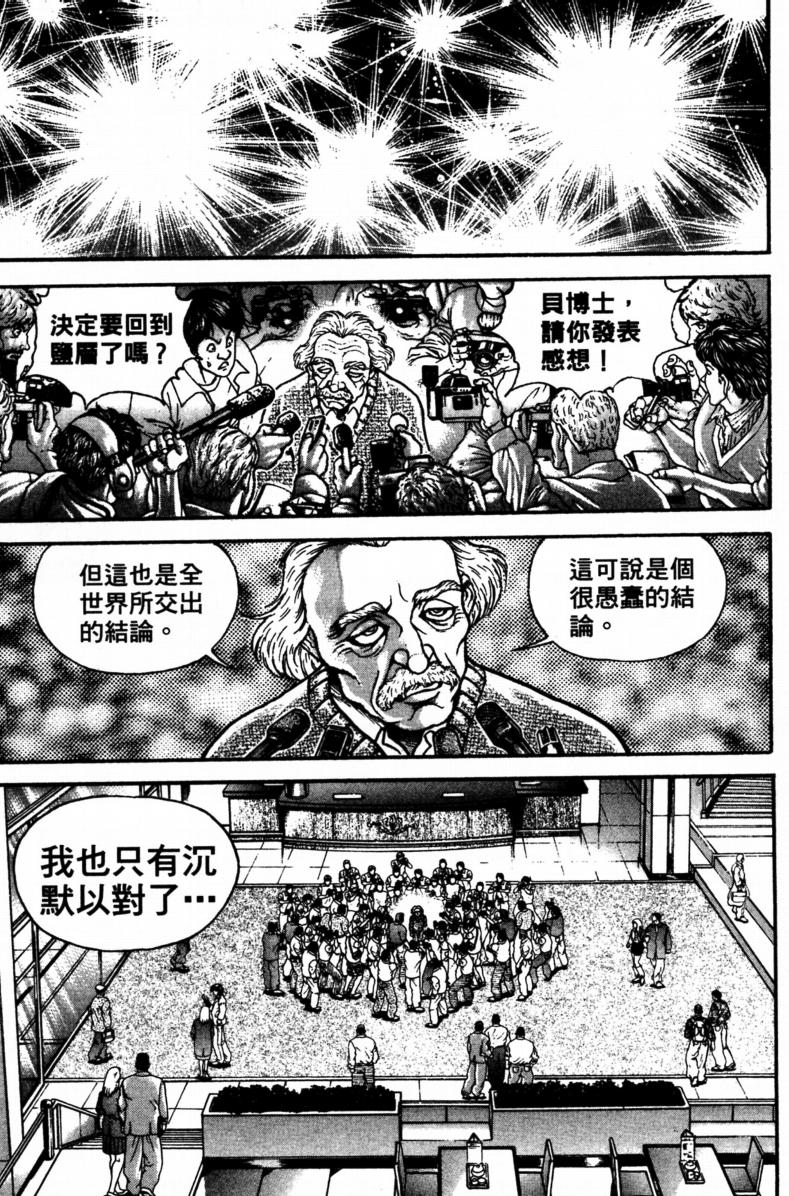 貝博士，
請你發表
感想！
決定要回到
鹽層了嗎？
這可說是個
很愚蠢的結
論。
但這也是全
世界所交出
的結論。
我也只有沉
默以對了…